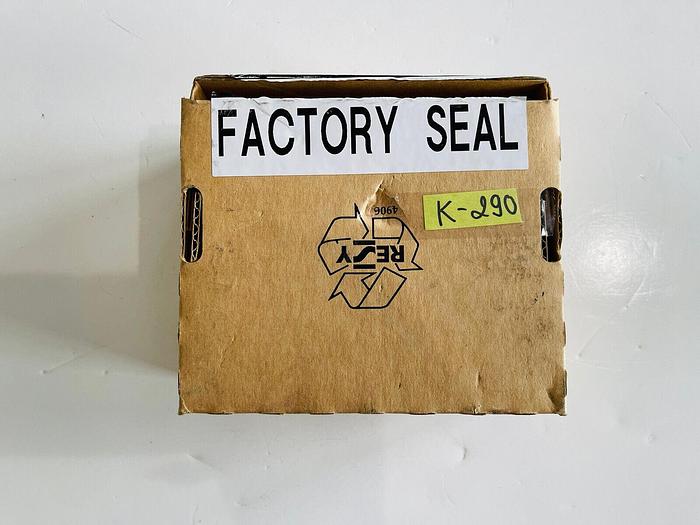 FACTORY SEAL
K-290
4906
RESY